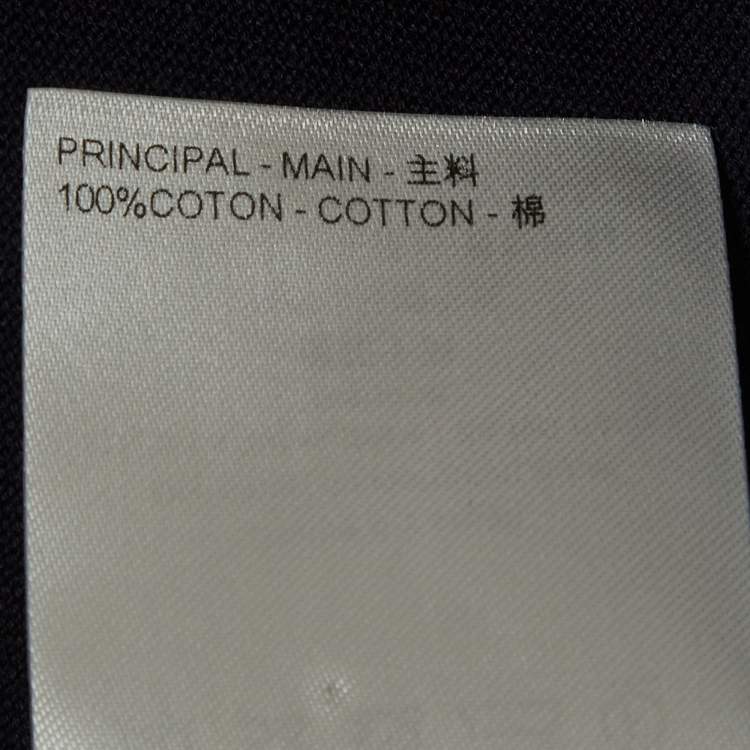 PRINCIPAL - MAIN - 主料
100%COTON - COTTON - 棉